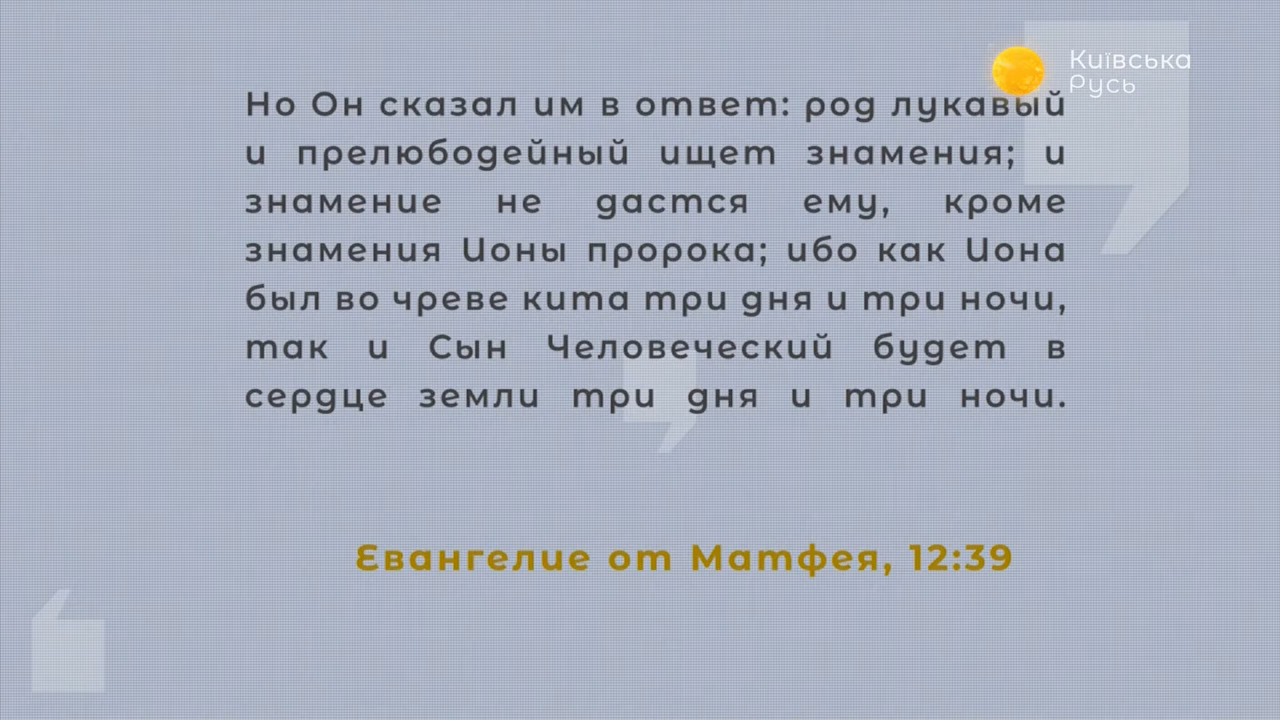 Київська
Русь
Но Он сказал им в ответ: род лукавый
и прелюбодейный ищет знамения; и
знамение не дастся ему, кроме
знамения Ионы пророка; ибо как Иона
был во чреве кита три дня и три ночи,
так и Сын Человеческий будет в
сердце земли три дня и три ночи.
Евангелие от Матфея, 12:39